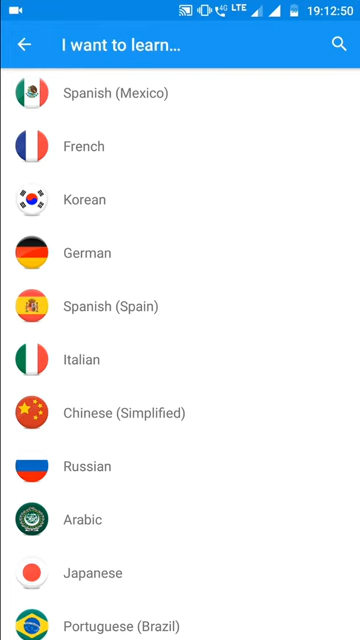 4G LTE 19:12:50
I want to learn...
Spanish (Mexico)
French
Korean
German
Spanish (Spain)
Italian
Chinese (Simplified)
Russian
Arabic
Japanese
Portuguese (Brazil)